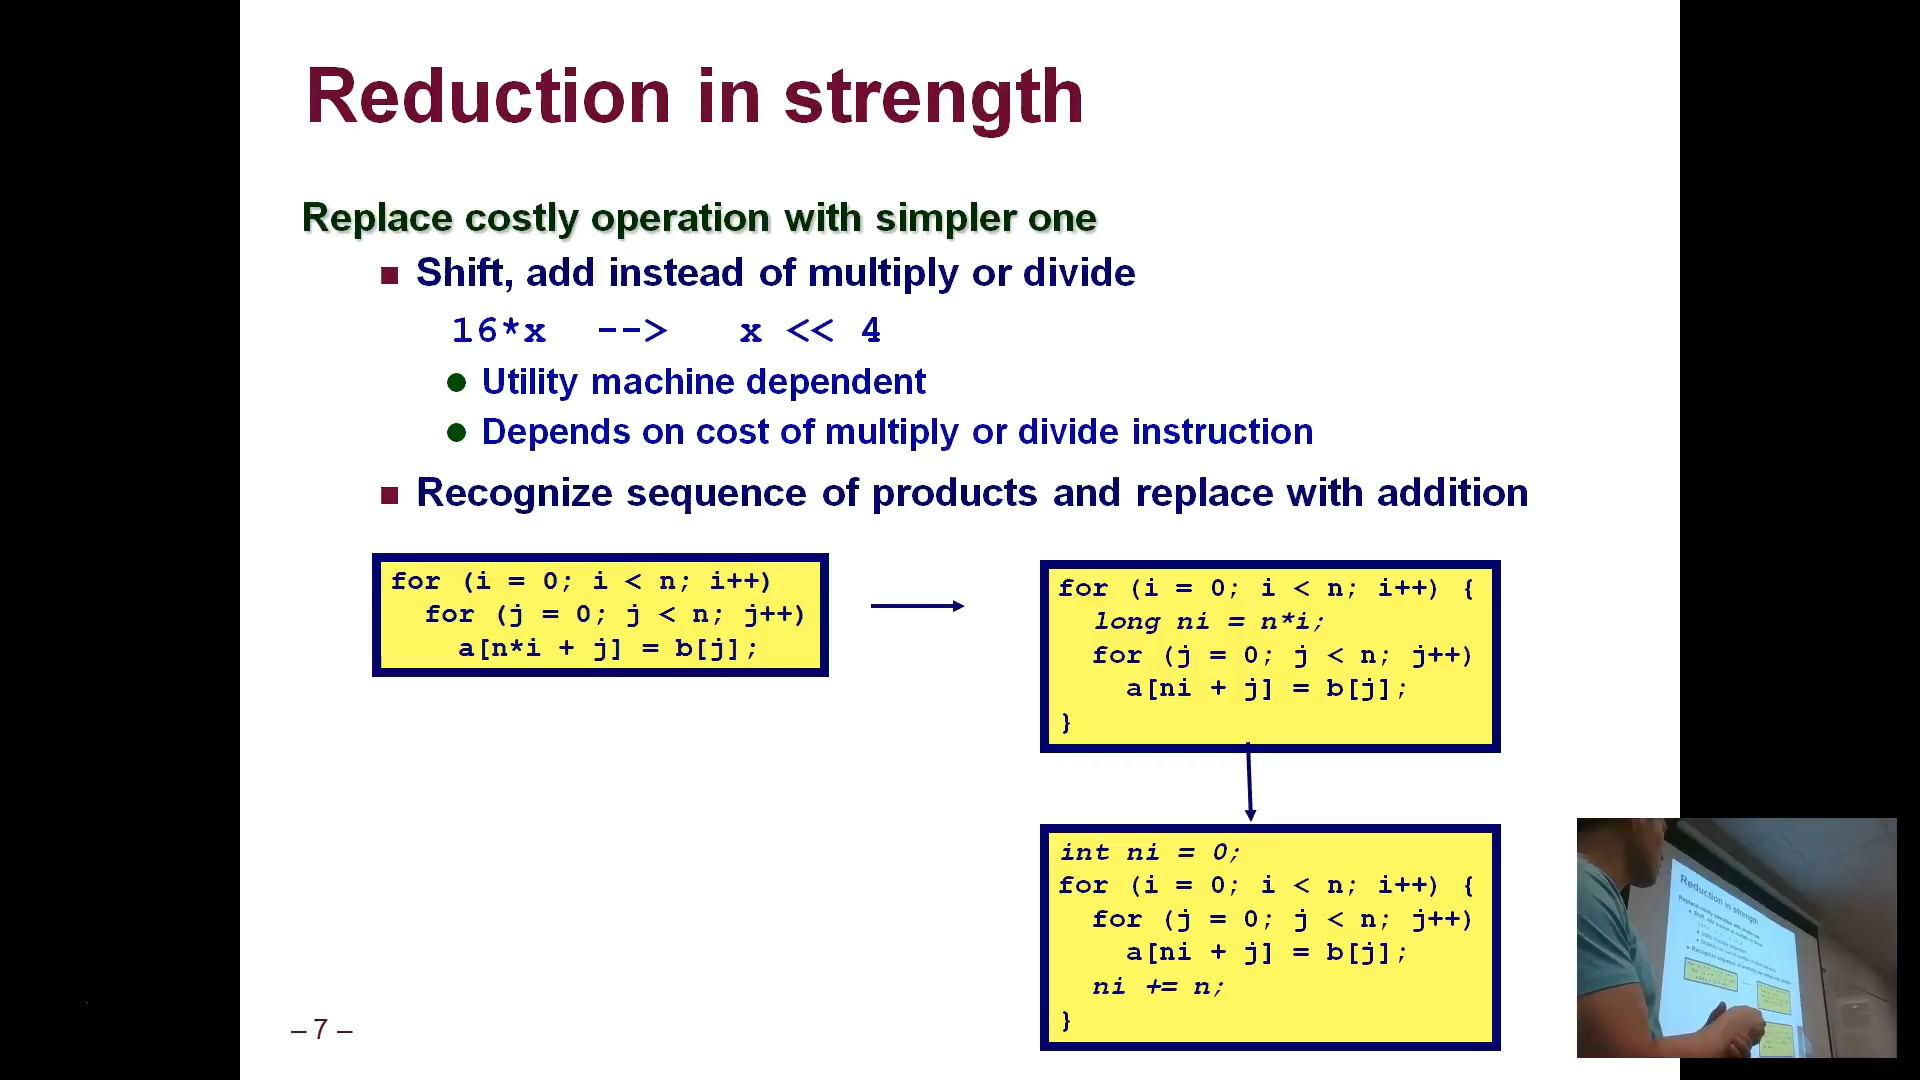 Reduction in strength
Replace costly operation with simpler one
Shift, add instead of multiply or divide
16*x --> x << 4
Utility machine dependent
Depends on cost of multiply or divide instruction
Recognize sequence of products and replace with addition
for (i = 0; i < n; i++)
for (j = 0; j < n; j++)
a[n*i + j] = b[j];
for (i = 0; i < n; i++) {
long ni = n*i;
for (j = 0; j < n; j++)
a[ni + j] = b[j];
}
int ni = 0;
for (i = 0; i < n; i++) {
for (j = 0; j < n; j++)
a[ni + j] = b[j];
ni += n;
}
– 7 –
Reduction in strength